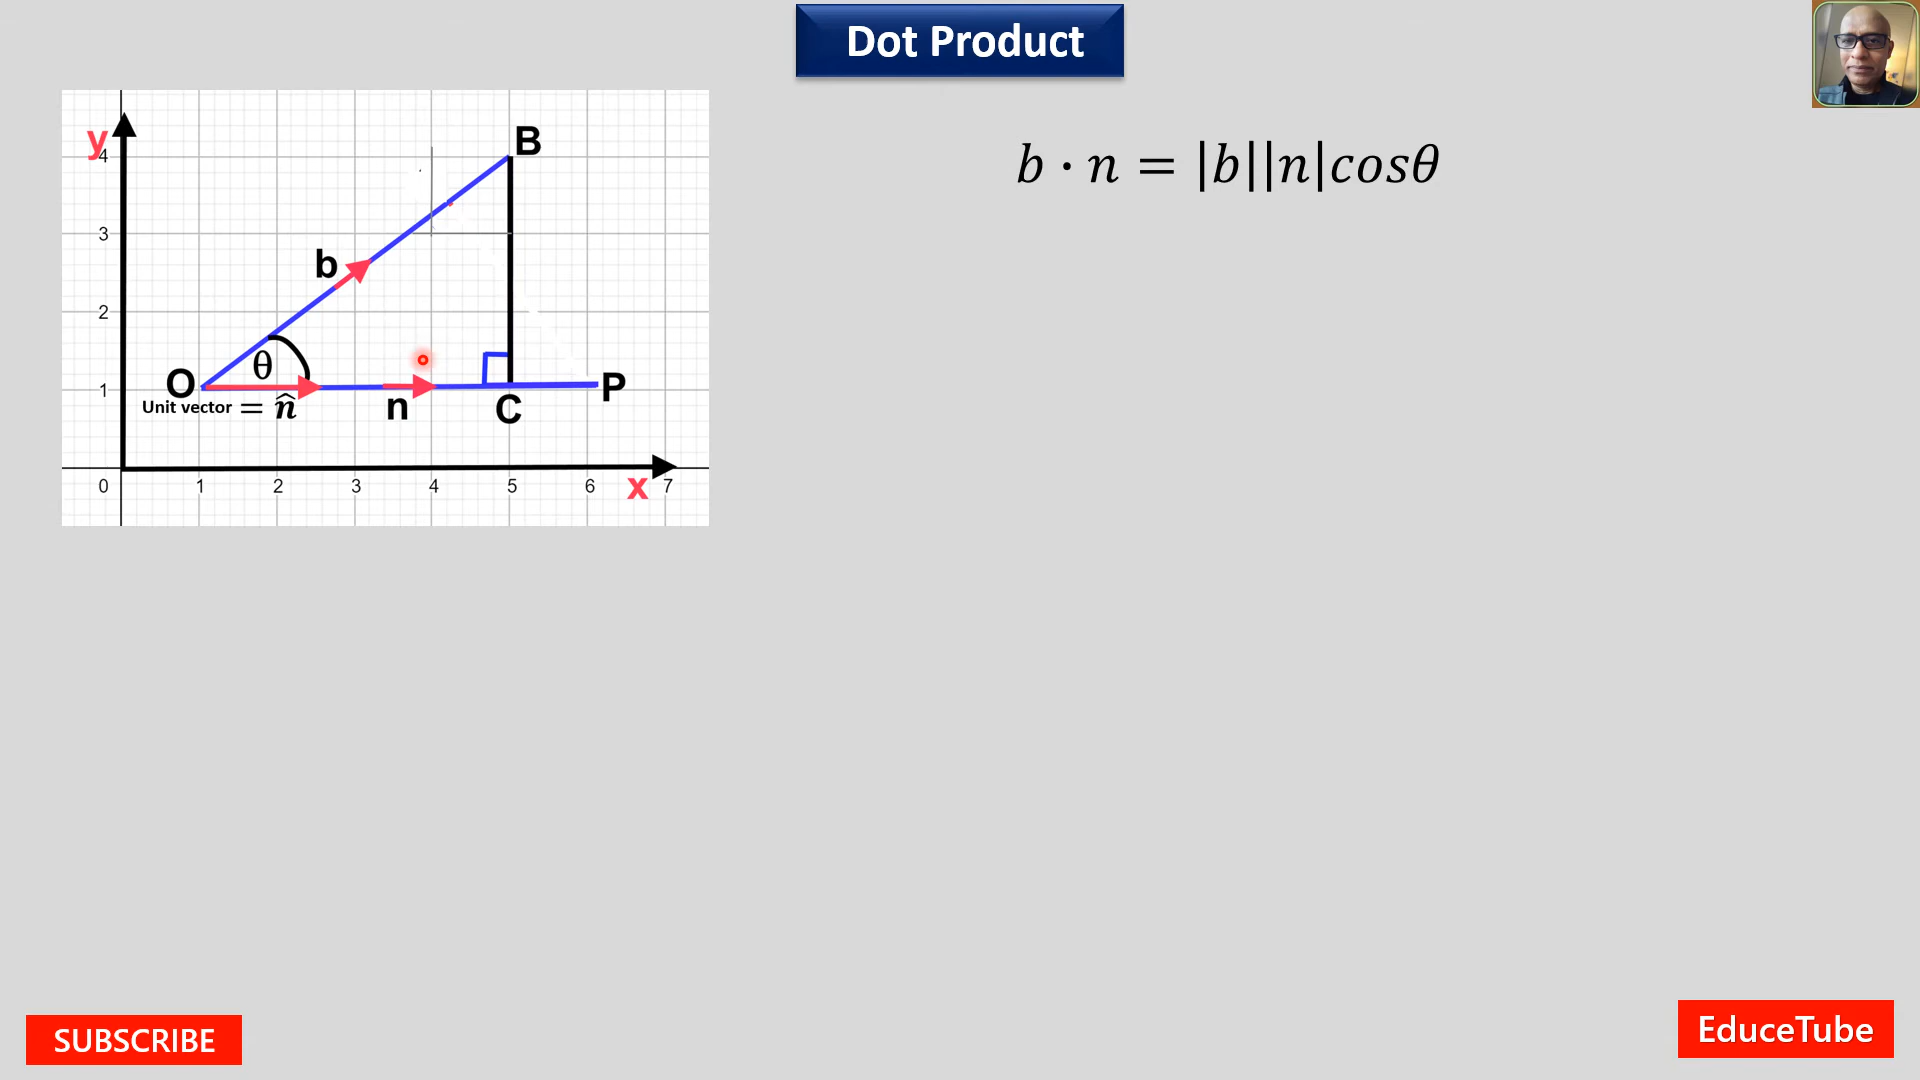 Dot Product
b · n = |b||n|cosθ
y
4
3
2
1
0
1
2
3
4
5
6
7
x
B
b
θ
O
P
Unit vector = n̂
n
C
SUBSCRIBE
EduceTube